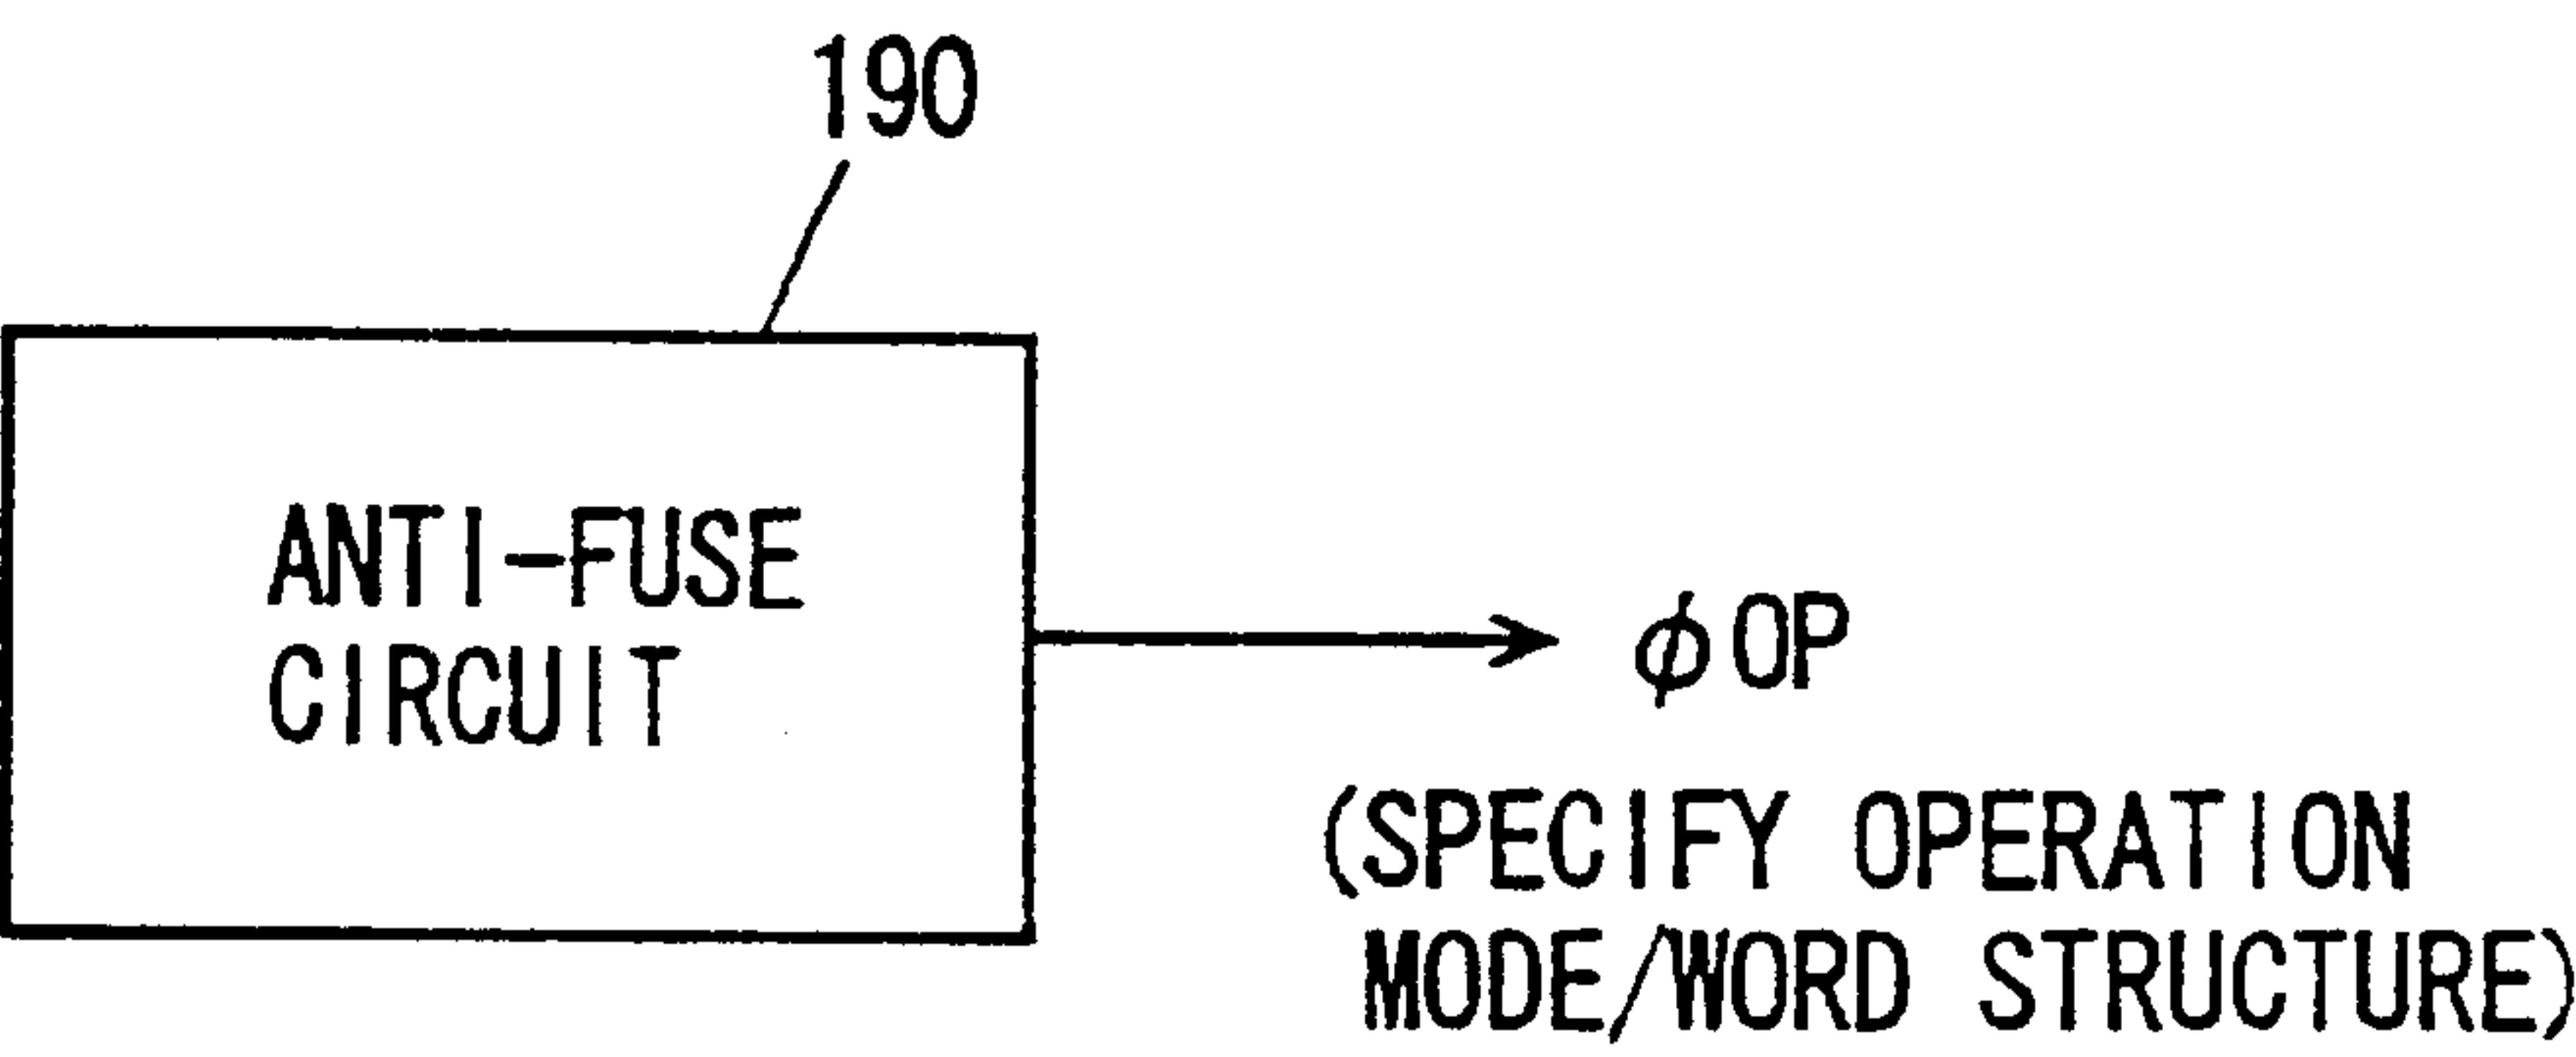 190
ANTI-FUSE
CIRCUIT
φOP
(SPECIFY OPERATION
MODE/WORD STRUCTURE)